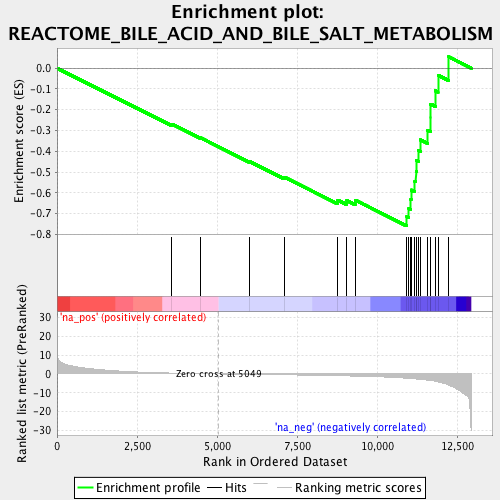 Enrichment plot:
REACTOME_BILE_ACID_AND_BILE_SALT_METABOLISM
Enrichment score (ES)
0.0
-0.1
-0.2
-0.3
-0.4
-0.5
-0.6
-0.7
-0.8
'na_pos' (positively correlated)
Ranked list metric (PreRanked)
30
20
10
0
-10
-20
-30
Zero cross at 5049
'na_neg' (negatively correlated)
0
2,500
5,000
7,500
10,000
12,500
Rank in Ordered Dataset
Enrichment profile
Hits
Ranking metric scores